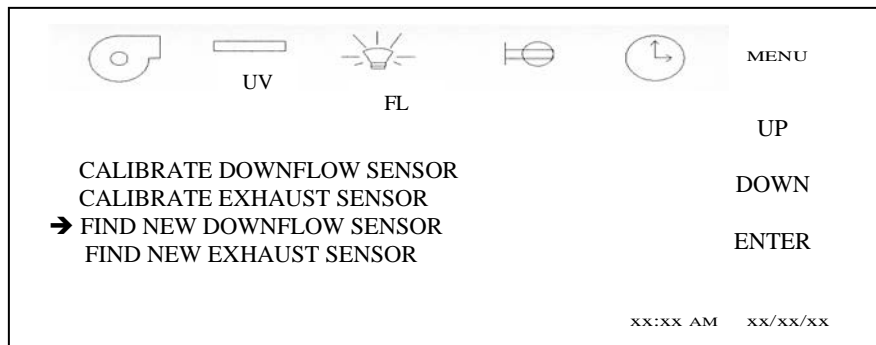 MENU
UV
FL
UP
CALIBRATE DOWNFLOW SENSOR
CALIBRATE EXHAUST SENSOR
➔ FIND NEW DOWNFLOW SENSOR
FIND NEW EXHAUST SENSOR
DOWN
ENTER
xx:xx AM xx/xx/xx